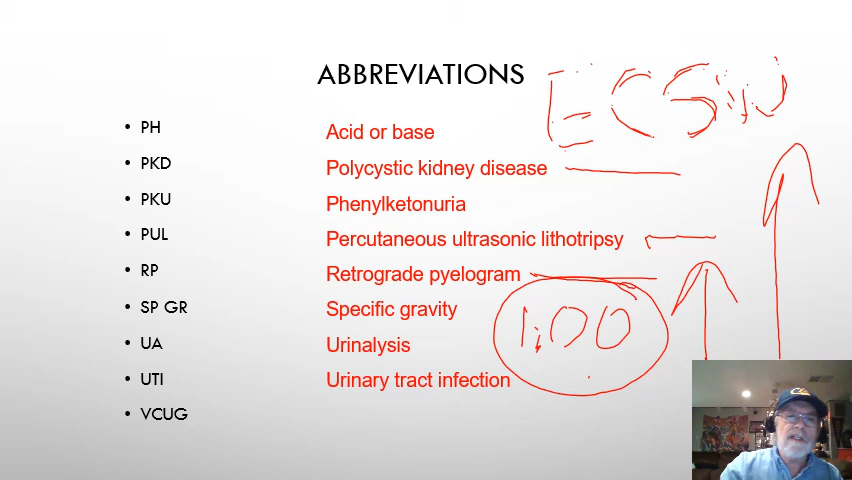 ABBREVIATIONS
• PH Acid or base
• PKD Polycystic kidney disease
• PKU Phenylketonuria
• PUL Percutaneous ultrasonic lithotripsy
• RP Retrograde pyelogram
• SP GR Specific gravity
• UA Urinalysis
• UTI Urinary tract infection
• VCUG
1.00